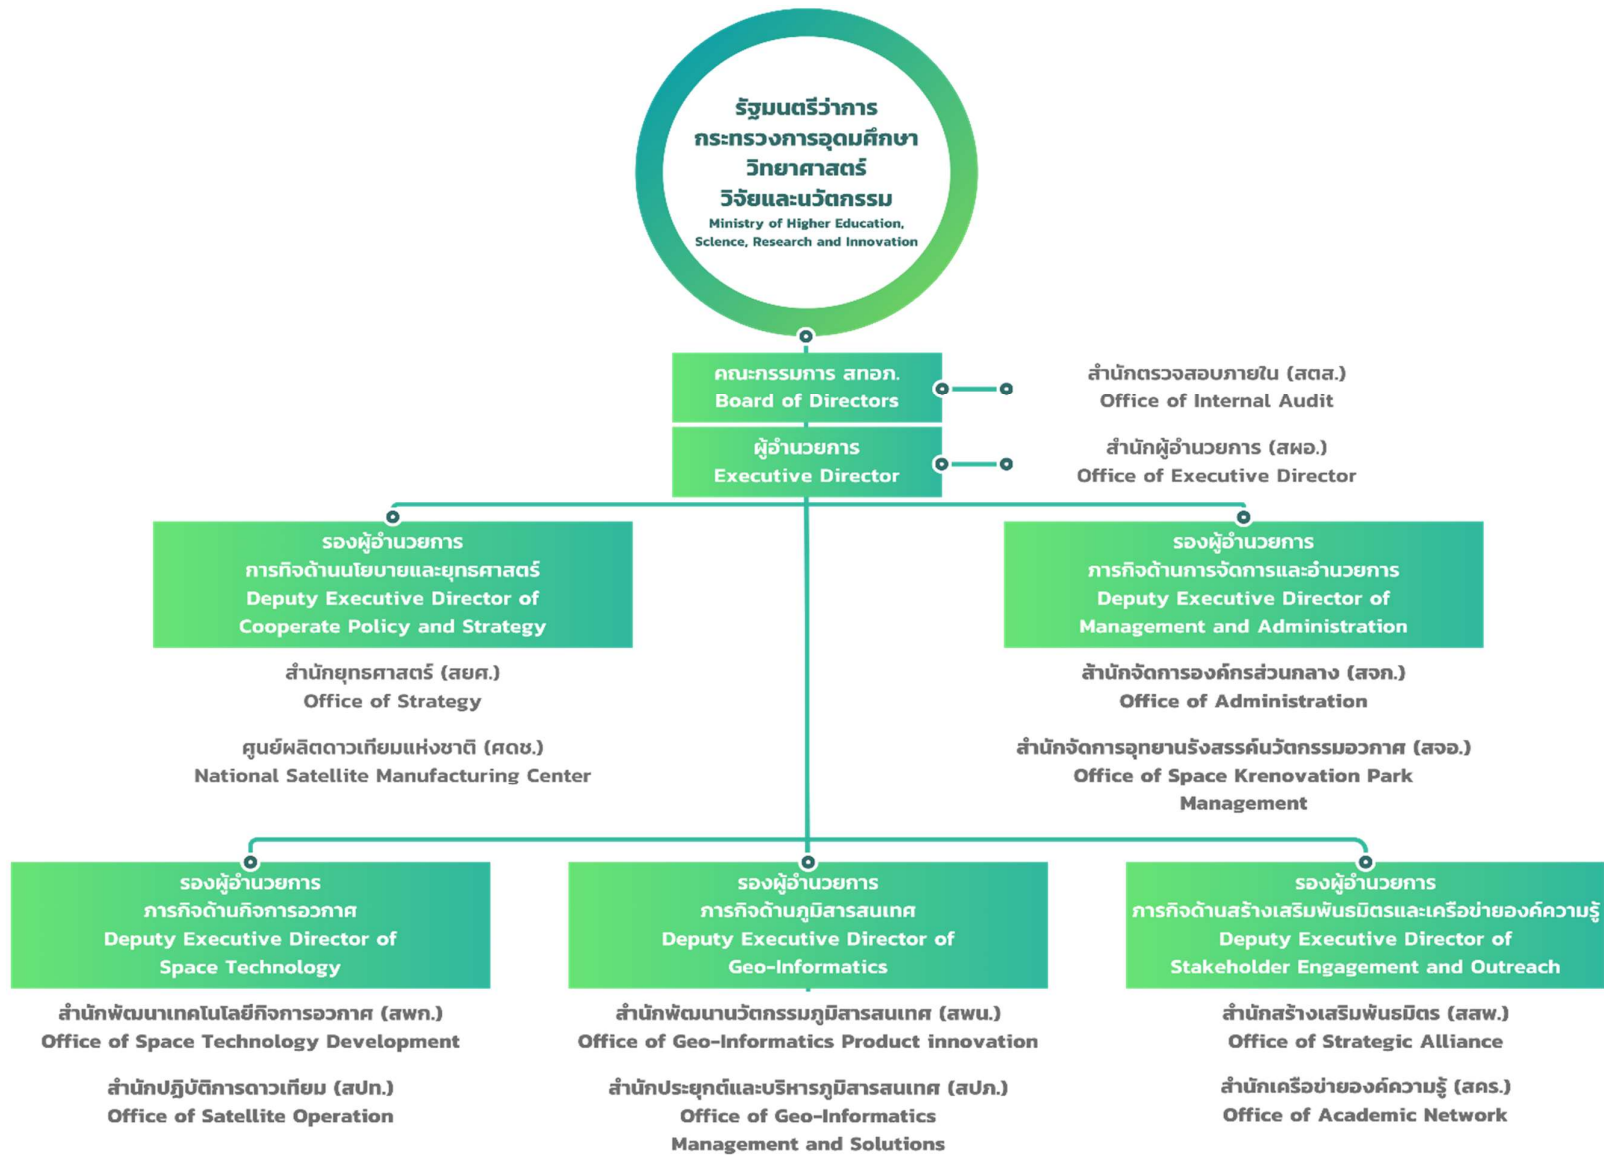 รัฐมนตรีว่าการ
กระทรวงการอุดมศึกษา
วิทยาศาสตร์
วิจัยและนวัตกรรม
Ministry of Higher Education,
Science, Research and Innovation
คณะกรรมการ สทอภ.
Board of Directors
สำนักตรวจสอบภายใน (สตส.)
Office of Internal Audit
ผู้อำนวยการ
Executive Director
สำนักผู้อำนวยการ (สผอ.)
Office of Executive Director
รองผู้อำนวยการ
การกิจด้านนโยบายและยุทธศาสตร์
Deputy Executive Director of
Cooperate Policy and Strategy
สำนักยุทธศาสตร์ (สยศ.)
Office of Strategy
ศูนย์ผลิตดาวเทียมแห่งชาติ (ศดช.)
National Satellite Manufacturing Center
รองผู้อำนวยการ
ภารกิจด้านการจัดการและอำนวยการ
Deputy Executive Director of
Management and Administration
สำนักจัดการองค์กรส่วนกลาง (สจก.)
Office of Administration
สำนักจัดการอุทยานรังสรรค์นวัตกรรมอวกาศ (สจอ.)
Office of Space Krenovation Park
Management
รองผู้อำนวยการ
ภารกิจด้านกิจการอวกาศ
Deputy Executive Director of
Space Technology
สำนักพัฒนาเทคโนโลยีกิจการอวกาศ (สพก.)
Office of Space Technology Development
สำนักปฏิบัติการดาวเทียม (สปท.)
Office of Satellite Operation
รองผู้อำนวยการ
ภารกิจด้านภูมิสารสนเทศ
Deputy Executive Director of
Geo-Informatics
สำนักพัฒนานวัตกรรมภูมิสารสนเทศ (สพน.)
Office of Geo-Informatics Product innovation
สำนักประยุกต์และบริหารภูมิสารสนเทศ (สปภ.)
Office of Geo-Informatics
Management and Solutions
รองผู้อำนวยการ
ภารกิจด้านสร้างเสริมพันธมิตรและเครือข่ายองค์ความรู้
Deputy Executive Director of
Stakeholder Engagement and Outreach
สำนักสร้างเสริมพันธมิตร (สสพ.)
Office of Strategic Alliance
สำนักเครือข่ายองค์ความรู้ (สคร.)
Office of Academic Network